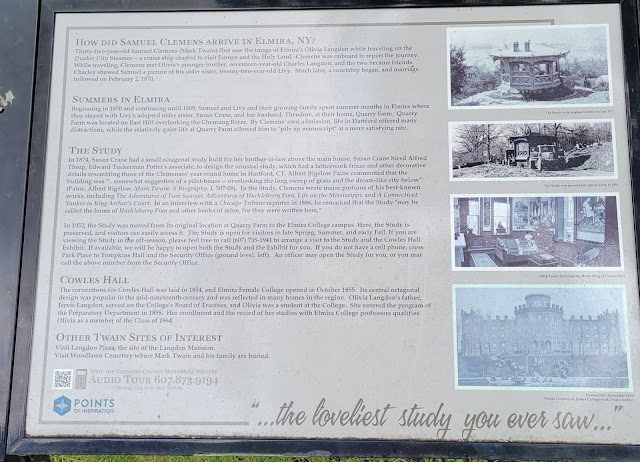 HOW DID SAMUEL CLEMENS ARRIVE IN ELMIRA, NY?
Thirty-two-year-old Samuel Clemens (Mark Twain) first saw the image of Elmira's Olivia Langdon while traveling on the
Quaker City Steamer – a cruise ship charted to visit Europe and the Holy Land. Clemens was onboard to report the journey.
While traveling, Clemens met Olivia's younger brother, seventeen-year-old Charles Langdon, and the two became friends.
Charley showed Samuel a picture of his older sister, twenty-two-year-old Livy. Much later, a courtship began, and marriage
followed on February 2, 1870.
SUMMERS IN ELMIRA
Beginning in 1870 and continuing until 1889, Samuel and Livy and their growing family spent summer months in Elmira where
they stayed with Livy's adopted older sister, Susan Crane, and her husband, Theodore, at their home, Quarry Farm. Quarry
Farm was located on East Hill overlooking the Chemung River. By Clemens' own admission, life in Hartford offered many
distractions, while the relatively quiet life at Quarry Farm allowed him to "pile up manuscript" at a more satisfying rate.
THE STUDY
In 1874, Susan Crane had a small octagonal study built for her brother-in-law above the main house. Susan Crane hired Alfred
Thorp, Edward Tuckerman Potter's associate, to design the unusual study, which had a latticework frieze and other decorative
details resembling those of the Clemenses' year-round home in Hartford, CT. Albert Bigelow Paine commented that the
building was "...somewhat suggestive of a pilot-house – overlooking the long sweep of grass and the dream-like city below"
(Paine, Albert Bigelow, Mark Twain: A Biography, I: 507-08). In the Study, Clemens wrote major portions of his best-known
works, including The Adventures of Tom Sawyer, Adventures of Huckleberry Finn, Life on the Mississippi, and A Connecticut
Yankee in King Arthur's Court. In an interview with a Chicago Tribune reporter in 1886, he remarked that the Study "may be
called the home of Huckleberry Finn and other books of mine, for they were written here."
In 1952, the Study was moved from its original location at Quarry Farm to the Elmira College campus. Here, the Study is
preserved, and visitors can easily access it. The Study is open for visitors in late Spring, Summer, and early Fall. If you are
viewing the Study in the off-season, please feel free to call (607) 735-1941 to arrange a visit to the Study and the Cowles Hall
Exhibit. If available, we will be happy to open both the Study and the Exhibit for you. If you do not have a cell phone, cross
Park Place to Tompkins Hall and the Security Office (ground level, left). An officer may open the Study for you, or you may
call the above number from the Security Office.
COWLES HALL
The cornerstone for Cowles Hall was laid in 1854, and Elmira Female College opened in October 1855. Its central octagonal
design was popular in the mid-nineteenth century and was reflected in many homes in the region. Olivia Langdon's father,
Jervis Langdon, served on the College's Board of Trustees, and Olivia was a student at the College. She entered the program of
the Preparatory Department in 1858. Her enrollment and the record of her studies with Elmira College professors qualifies
Olivia as a member of the Class of 1864.
OTHER TWAIN SITES OF INTEREST
Visit Langdon Plaza, the site of the Langdon Mansion.
Visit Woodlawn Cemetery where Mark Twain and his family are buried.
VISIT THE CHEMUNG COUNTY HISTORICAL SOCIETY
AUDIO TOUR 607.873.9194
POINTS
OF INSPIRATION
"...the loveliest study you ever saw..."